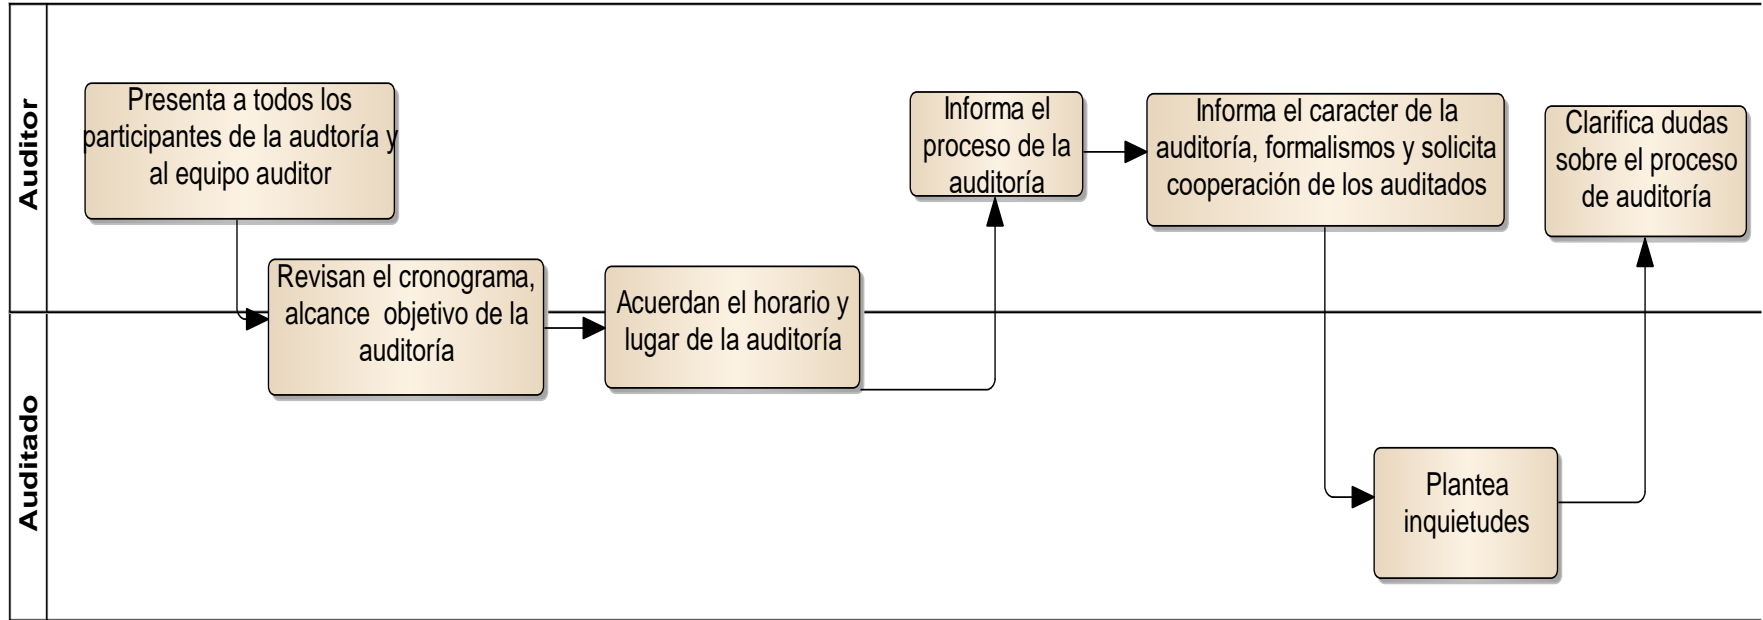 Auditor
Presenta a todos los
participantes de la audtoría y
al equipo auditor
Revisan el cronograma,
alcance  objetivo de la
auditoría
Acuerdan el horario y
lugar de la auditoría
Informa el
proceso de la
auditoría
Informa el caracter de la
auditoría, formalismos y solicita
cooperación de los auditados
Clarifica dudas
sobre el proceso
de auditoría
Auditado
Plantea
inquietudes